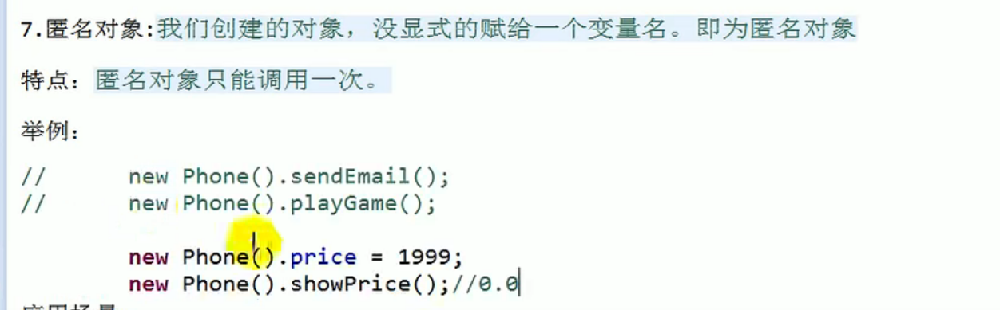 7.匿名对象:我们创建的对象，没显式的赋给一个变量名。即为匿名对象
特点：匿名对象只能调用一次。
举例：
// new Phone().sendEmail();
// new Phone().playGame();
new Phone().price = 1999;
new Phone().showPrice();//0.0